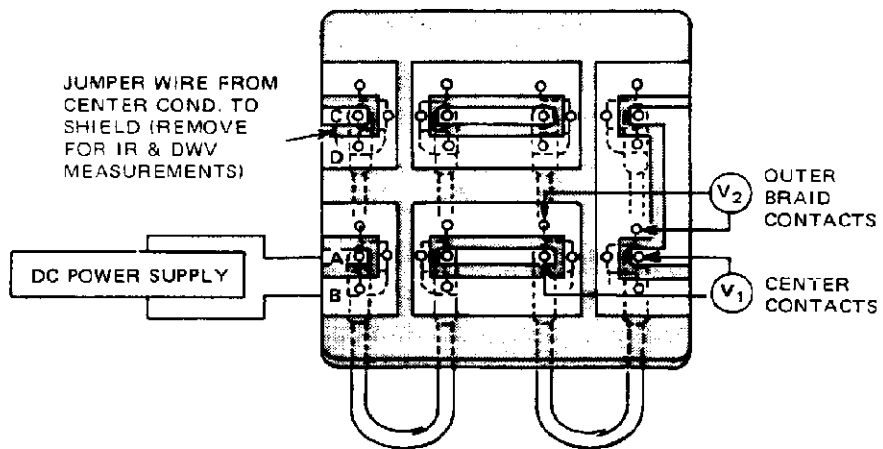 JUMPER WIRE FROM
CENTER COND. TO
SHIELD (REMOVE
FOR IR & DWV
MEASUREMENTS)
C
D
V2
OUTER
BRAID
CONTACTS
A
DC POWER SUPPLY
B
V1
CENTER
CONTACTS